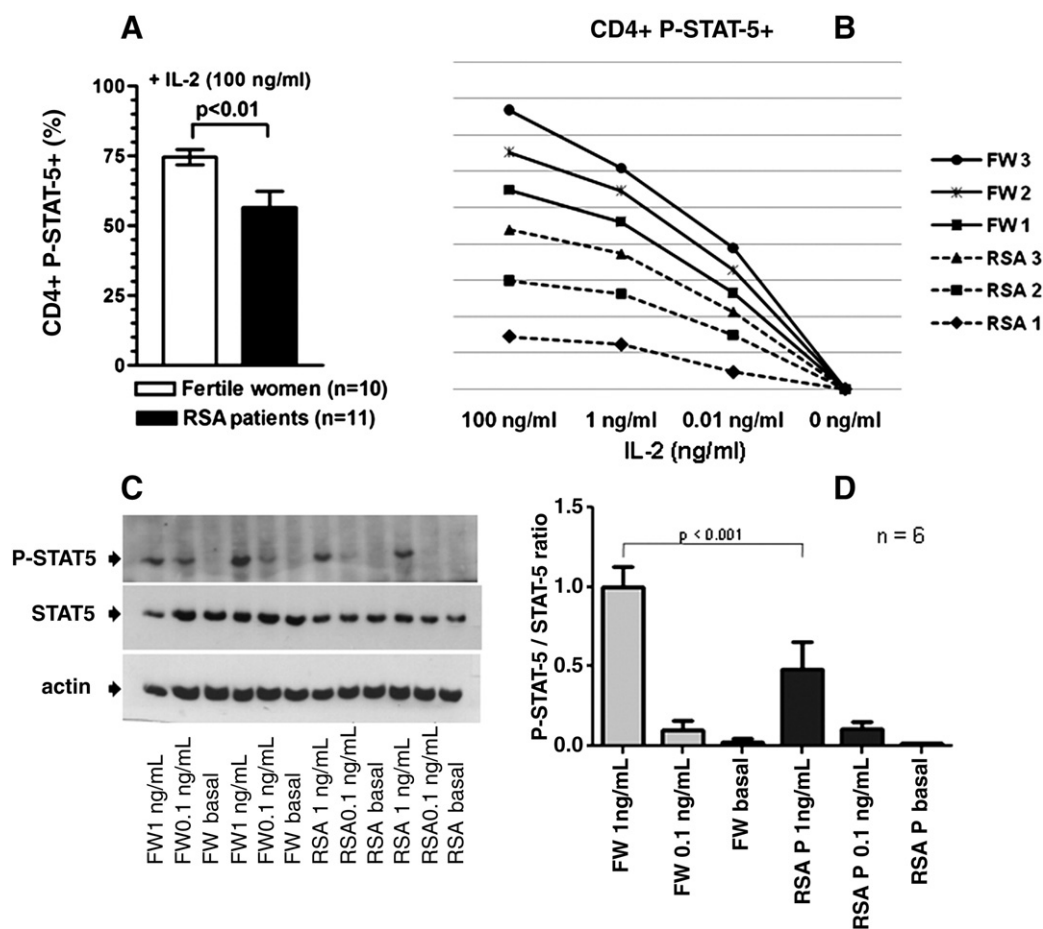 A
+ IL-2 (100 ng/ml)
p<0.01
CD4+ P-STAT-5+ (%)
100
75
50
25
0
Fertile women (n=10)
RSA patients (n=11)
CD4+ P-STAT-5+
B
FW 3
FW 2
FW 1
RSA 3
RSA 2
RSA 1
100 ng/ml 1 ng/ml 0.01 ng/ml 0 ng/ml
IL-2 (ng/ml)
C
P-STAT5
STAT5
actin
FW1 ng/mL
FW0.1 ng/mL
FW basal
FW1 ng/mL
FW0.1 ng/mL
FW basal
RSA 1 ng/mL
RSA0.1 ng/mL
RSA basal
RSA 1 ng/mL
RSA0.1 ng/mL
RSA basal
D
P-STAT-5 / STAT-5 ratio
1.5
1.0
0.5
0.0
p < 0.001
n = 6
FW 1ng/mL
FW 0.1 ng/mL
FW basal
RSA P 1ng/mL
RSA P 0.1 ng/mL
RSA P basal